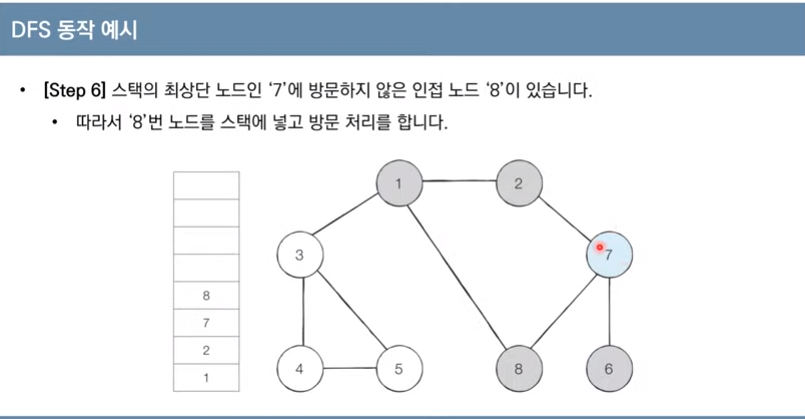 DFS 동작 예시
• [Step 6] 스택의 최상단 노드인 ‘7’에 방문하지 않은 인접 노드 ‘8’이 있습니다.
• 따라서 ‘8’번 노드를 스택에 넣고 방문 처리를 합니다.
1 2
3 7
8
7
2
1
4 5 8 6